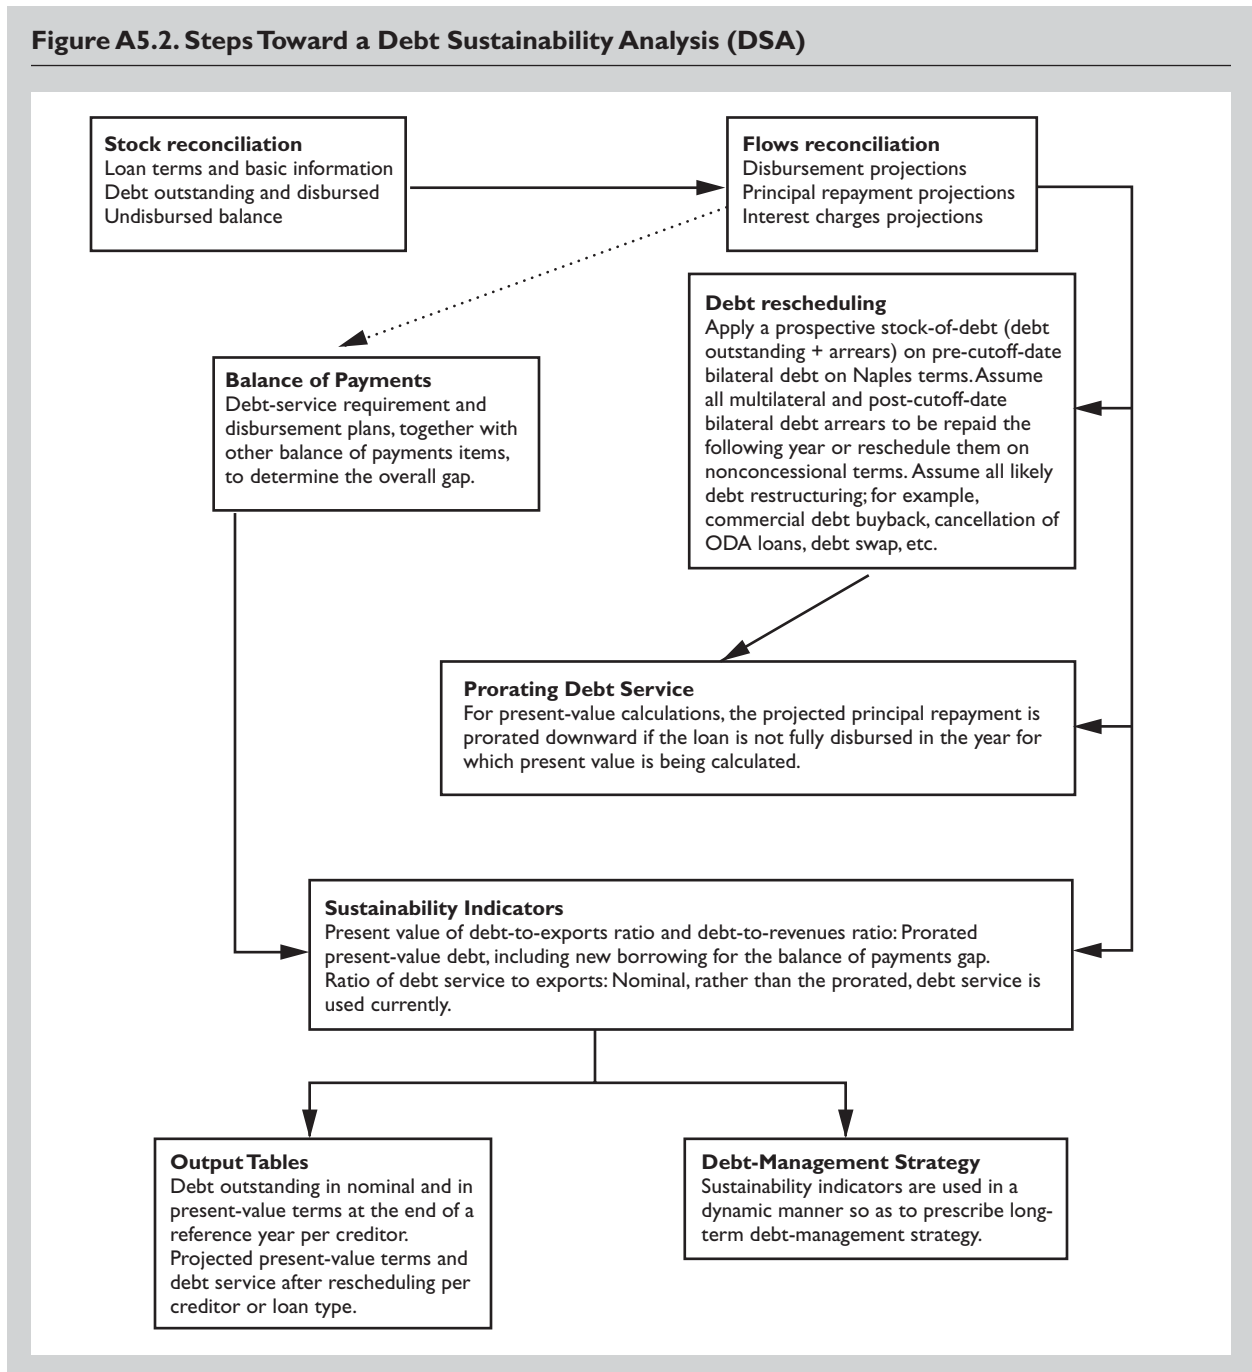 Figure A5.2. Steps Toward a Debt Sustainability Analysis (DSA)
Stock reconciliation
Loan terms and basic information
Debt outstanding and disbursed
Undisbursed balance
Flows reconciliation
Disbursement projections
Principal repayment projections
Interest charges projections
Debt rescheduling
Apply a prospective stock-of-debt (debt
outstanding + arrears) on pre-cutoff-date
bilateral debt on Naples terms. Assume
all multilateral and post-cutoff-date
bilateral debt arrears to be repaid the
following year or reschedule them on
nonconcessional terms. Assume all likely
debt restructuring; for example,
commercial debt buyback, cancellation of
ODA loans, debt swap, etc.
Balance of Payments
Debt-service requirement and
disbursement plans, together with
other balance of payments items,
to determine the overall gap.
Prorating Debt Service
For present-value calculations, the projected principal repayment is
prorated downward if the loan is not fully disbursed in the year for
which present value is being calculated.
Sustainability Indicators
Present value of debt-to-exports ratio and debt-to-revenues ratio: Prorated
present-value debt, including new borrowing for the balance of payments gap.
Ratio of debt service to exports: Nominal, rather than the prorated, debt service is
used currently.
Output Tables
Debt outstanding in nominal and in
present-value terms at the end of a
reference year per creditor.
Projected present-value terms and
debt service after rescheduling per
creditor or loan type.
Debt-Management Strategy
Sustainability indicators are used in a
dynamic manner so as to prescribe long-
term debt-management strategy.